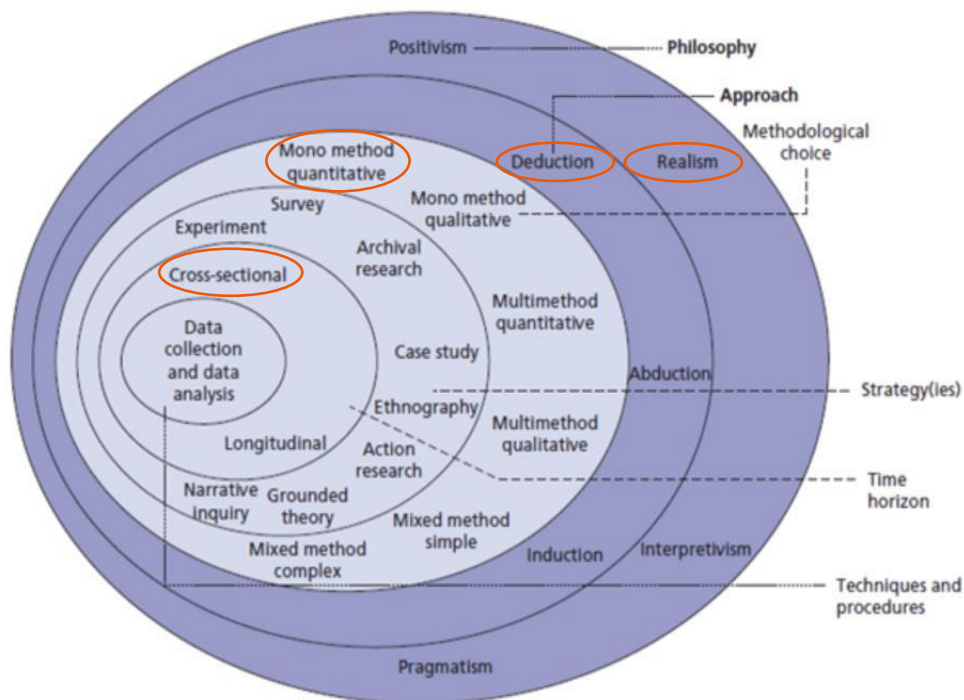 Positivism
Philosophy
Approach
Methodological
choice
Mono method
quantitative
Deduction
Realism
Mono method
qualitative
Survey
Experiment
Archival
research
Cross-sectional
Multimethod
quantitative
Data
collection
and data
analysis
Case study
Abduction
Strategy(ies)
Ethnography
Multimethod
qualitative
Longitudinal
Action
research
Time
horizon
Narrative
inquiry
Grounded
theory
Mixed method
simple
Mixed method
complex
Induction
Interpretivism
Techniques and
procedures
Pragmatism